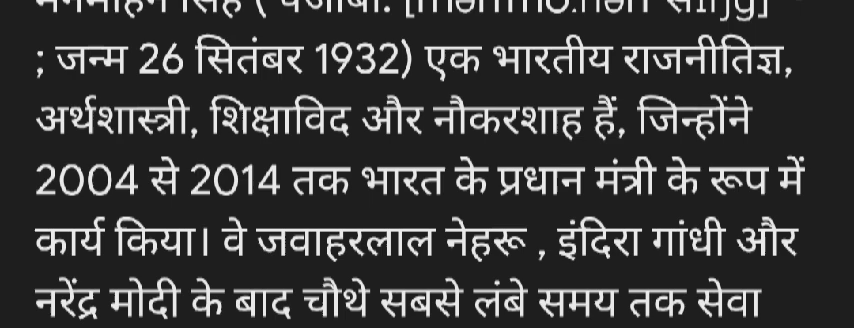 ; जन्म 26 सितंबर 1932) एक भारतीय राजनीतिज्ञ,
अर्थशास्त्री, शिक्षाविद और नौकरशाह हैं, जिन्होंने
2004 से 2014 तक भारत के प्रधान मंत्री के रूप में
कार्य किया। वे जवाहरलाल नेहरू , इंदिरा गांधी और
नरेंद्र मोदी के बाद चौथे सबसे लंबे समय तक सेवा